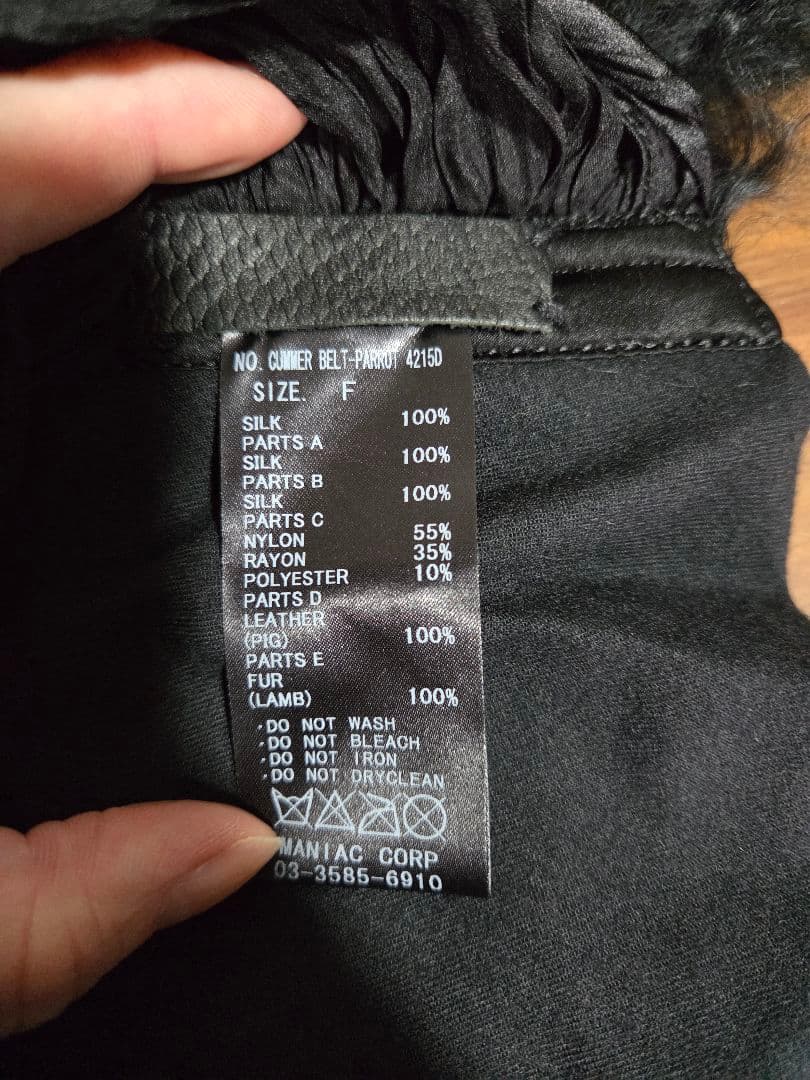 NO. CUMMER BELT-PARROT 4215D
SIZE. F
SILK 100%
PARTS A
SILK 100%
PARTS B
SILK 100%
PARTS C
NYLON 55%
RAYON 35%
POLYESTER 10%
PARTS D
LEATHER
(PIG) 100%
PARTS E
FUR
(LAMB) 100%
・DO NOT WASH
・DO NOT BLEACH
・DO NOT IRON
・DO NOT DRYCLEAN
MANIAC CORP
03-3585-6910